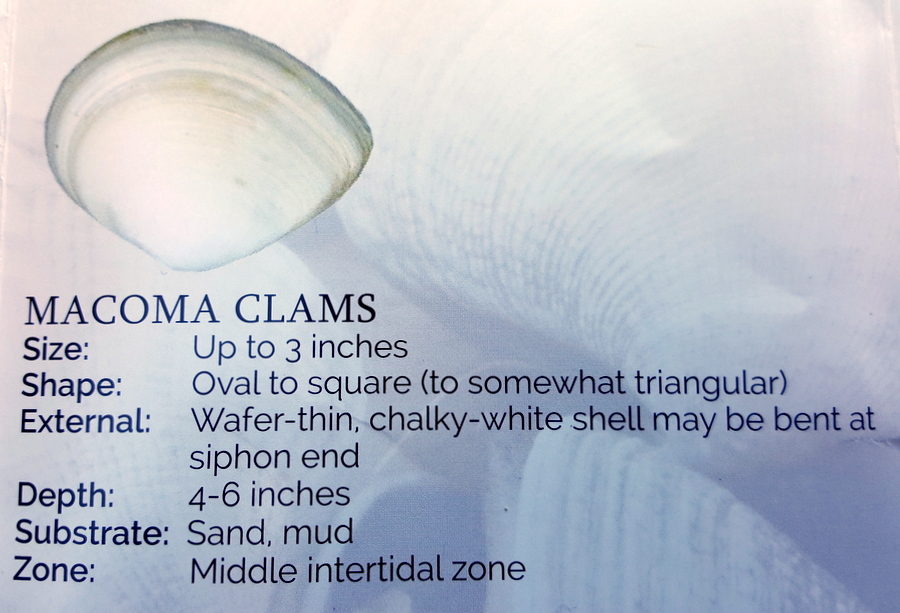 MACOMA CLAMS
Size: Up to 3 inches
Shape: Oval to square (to somewhat triangular)
External: Wafer-thin, chalky-white shell may be bent at
siphon end
Depth: 4-6 inches
Substrate: Sand, mud
Zone: Middle intertidal zone